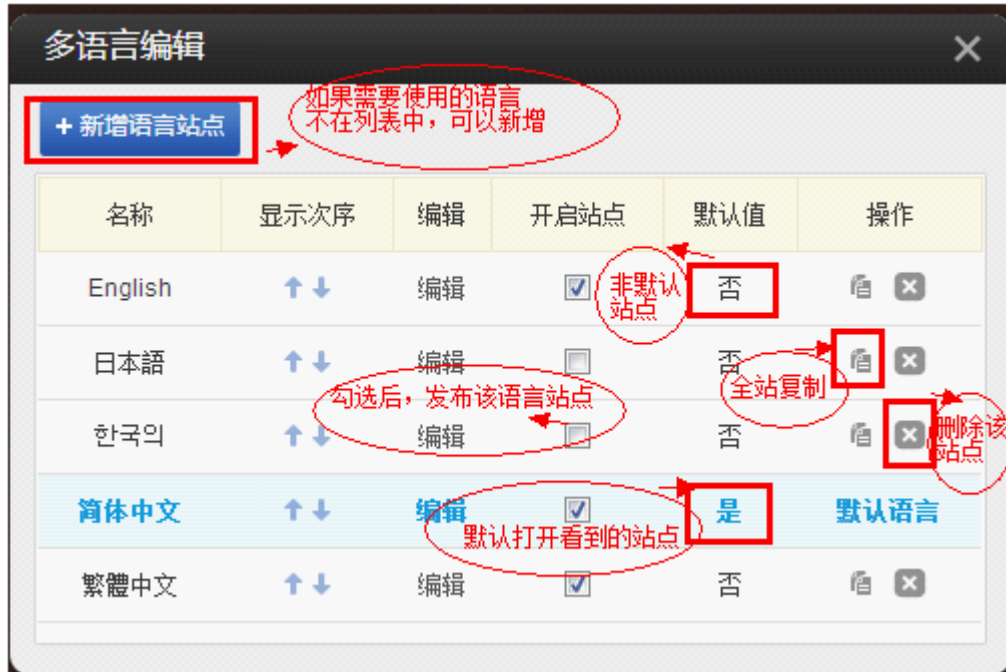 多语言编辑
如果需要使用的语言
不在列表中，可以新增
+ 新增语言站点
名称 显示次序 编辑 开启站点 默认值 操作
English 编辑 否
非默认
站点
日本語 编辑 否
全站复制
勾选后，发布该语言站点
한국의 编辑 否
删除该
站点
简体中文 编辑 是 默认语言
默认打开看到的站点
繁體中文 编辑 否